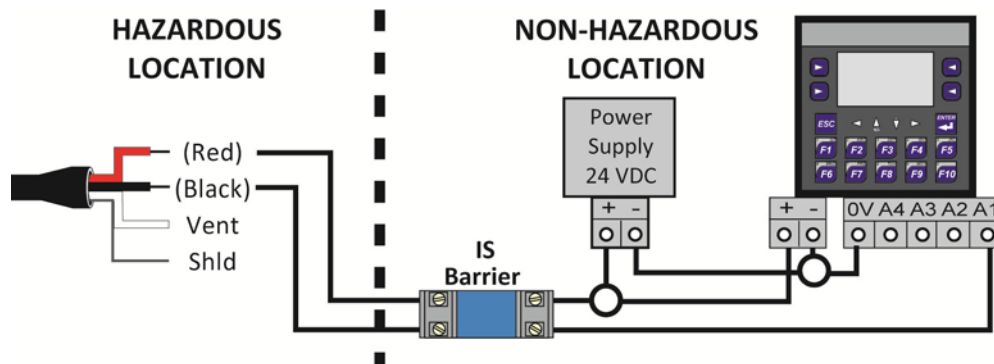 HAZARDOUS
LOCATION
NON-HAZARDOUS
LOCATION
Power
Supply
24 VDC
+ -
(Red)
(Black)
Vent
Shld
IS
Barrier
ESC
ENTER
F1 F2 F3 F4 F5
F6 F7 F8 F9 F10
+ -
0V A4 A3 A2 A1